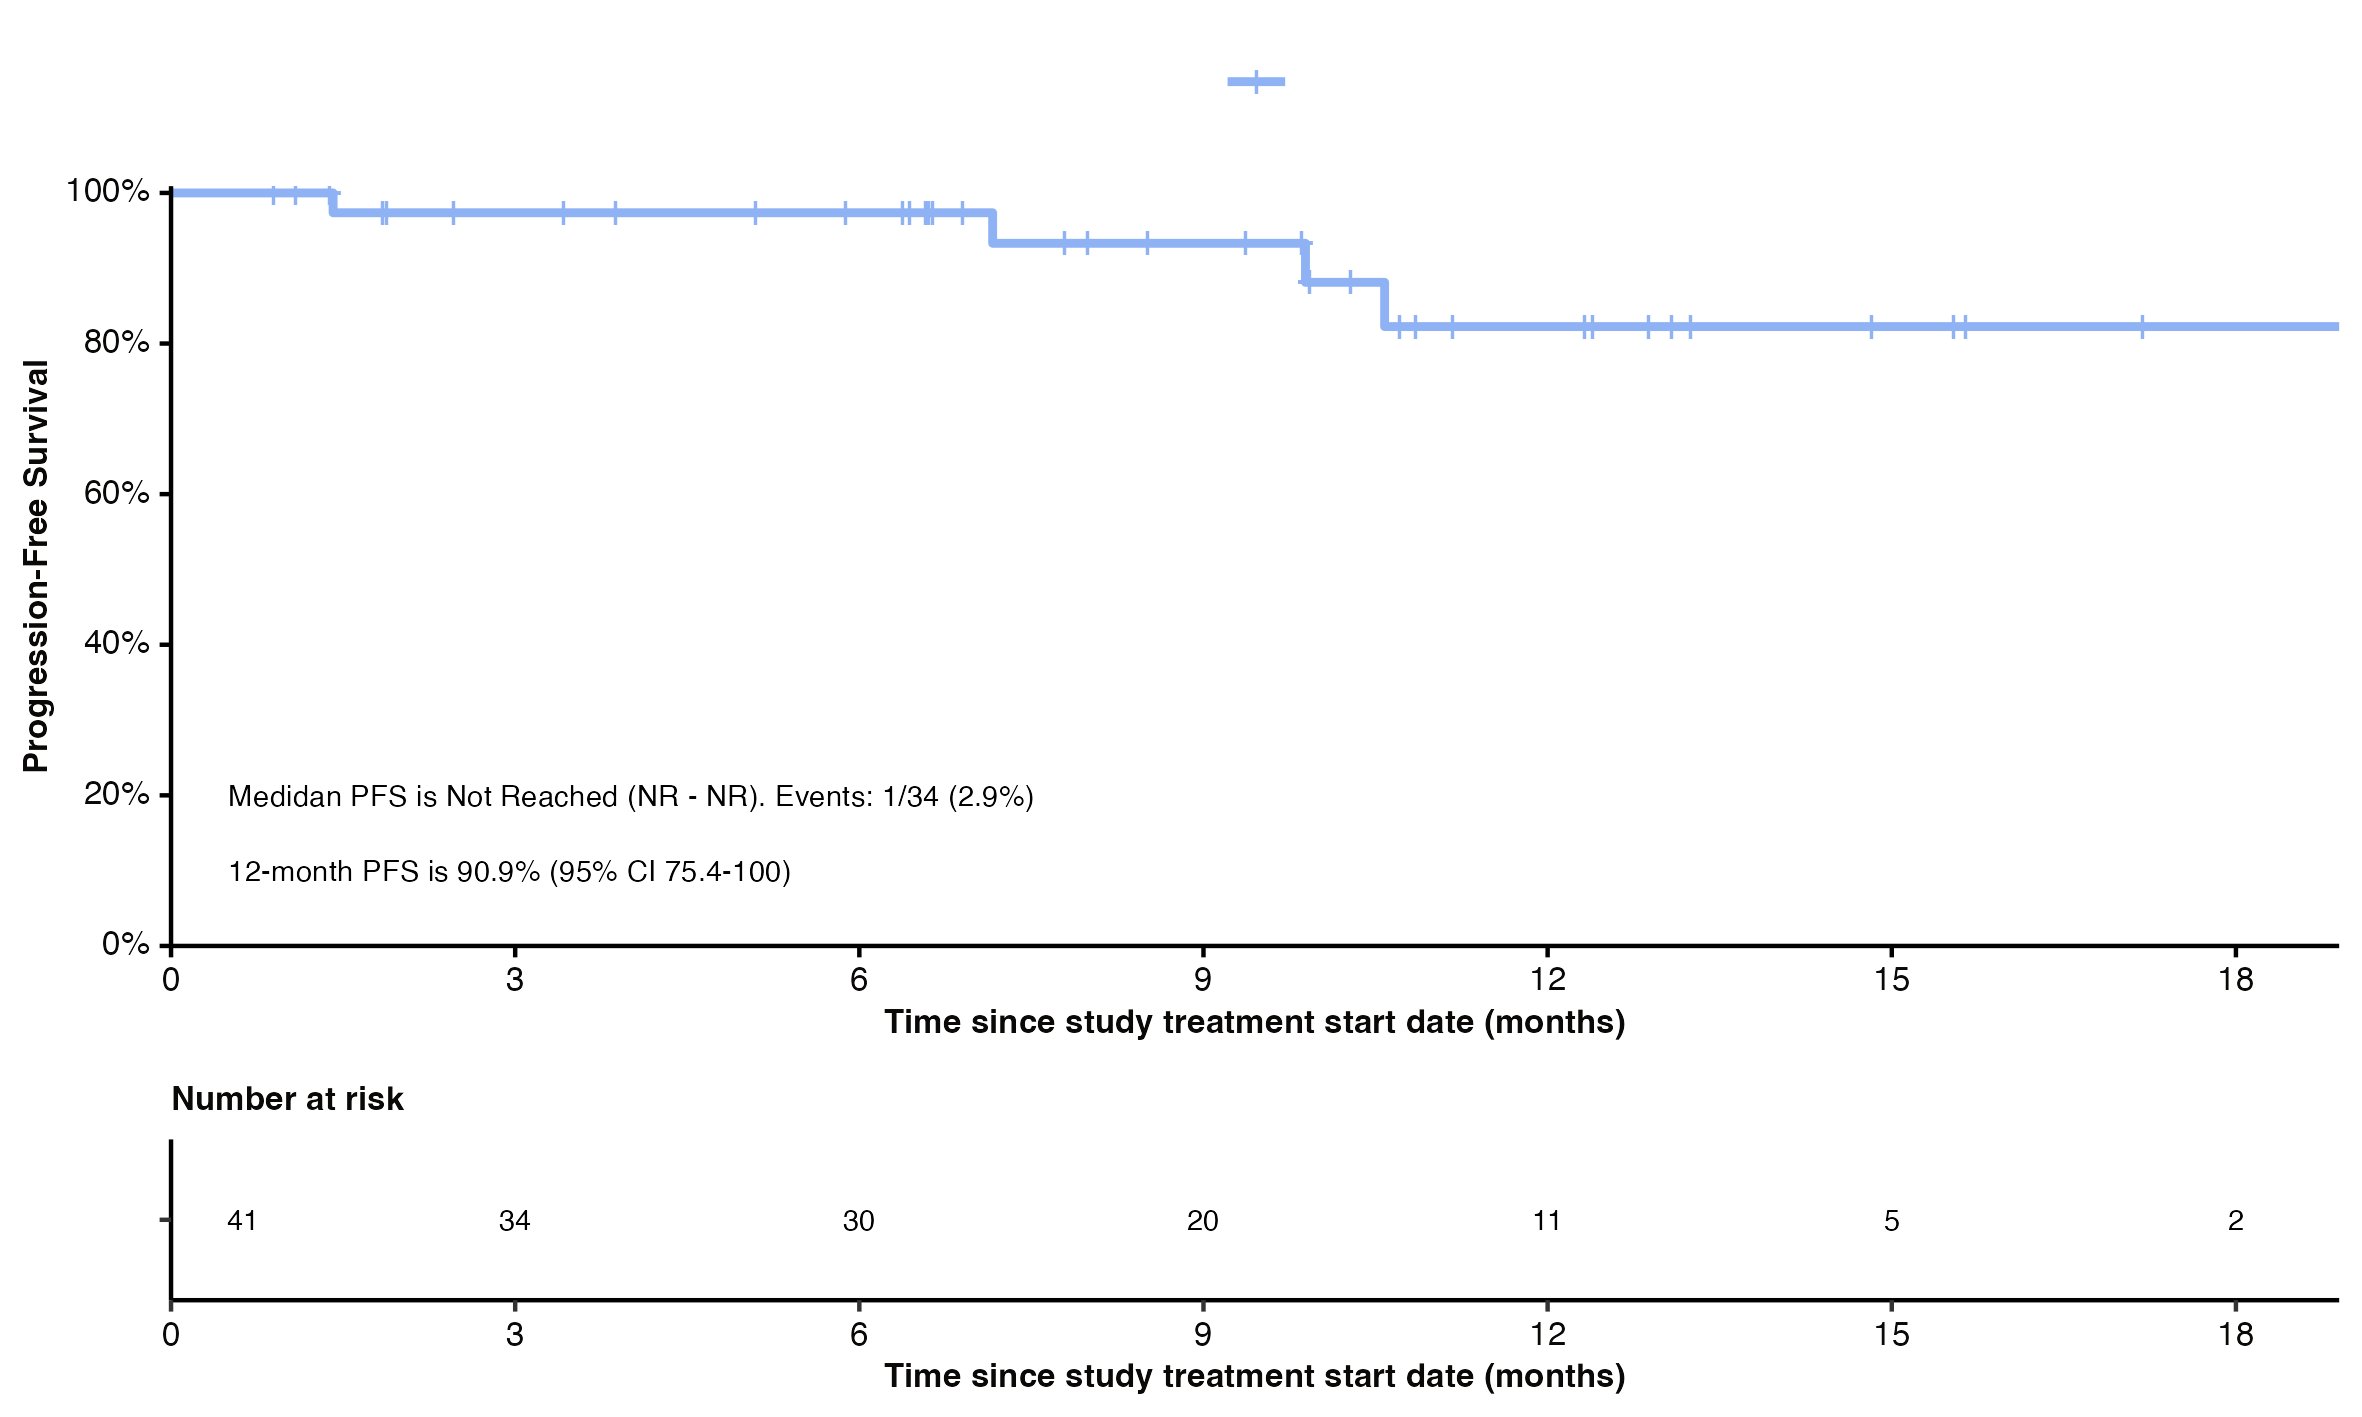 100%
80%
60%
40%
20%
0%
Progression-Free Survival
Medidan PFS is Not Reached (NR - NR). Events: 1/34 (2.9%)
12-month PFS is 90.9% (95% CI 75.4-100)
0 3 6 9 12 15 18
Time since study treatment start date (months)
Number at risk
41 34 30 20 11 5 2
0 3 6 9 12 15 18
Time since study treatment start date (months)